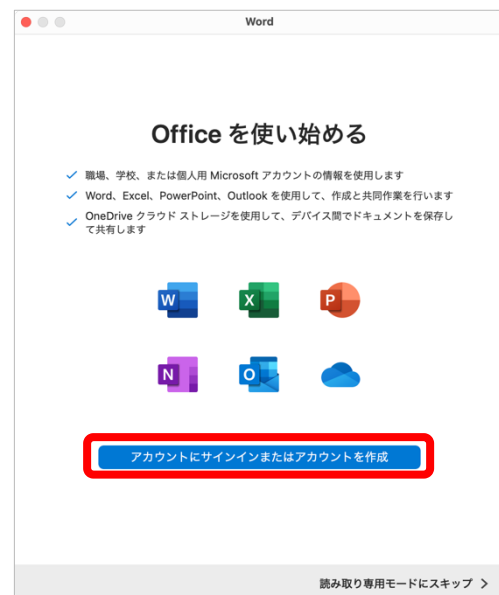 Word
Office を使い始める
職場、学校、または個人用 Microsoft アカウントの情報を使用します
Word、Excel、PowerPoint、Outlook を使用して、作成と共同作業を行います
OneDrive クラウド ストレージを使用して、デバイス間でドキュメントを保存し
て共有します
W X P
N O
アカウントにサインインまたはアカウントを作成
読み取り専用モードにスキップ